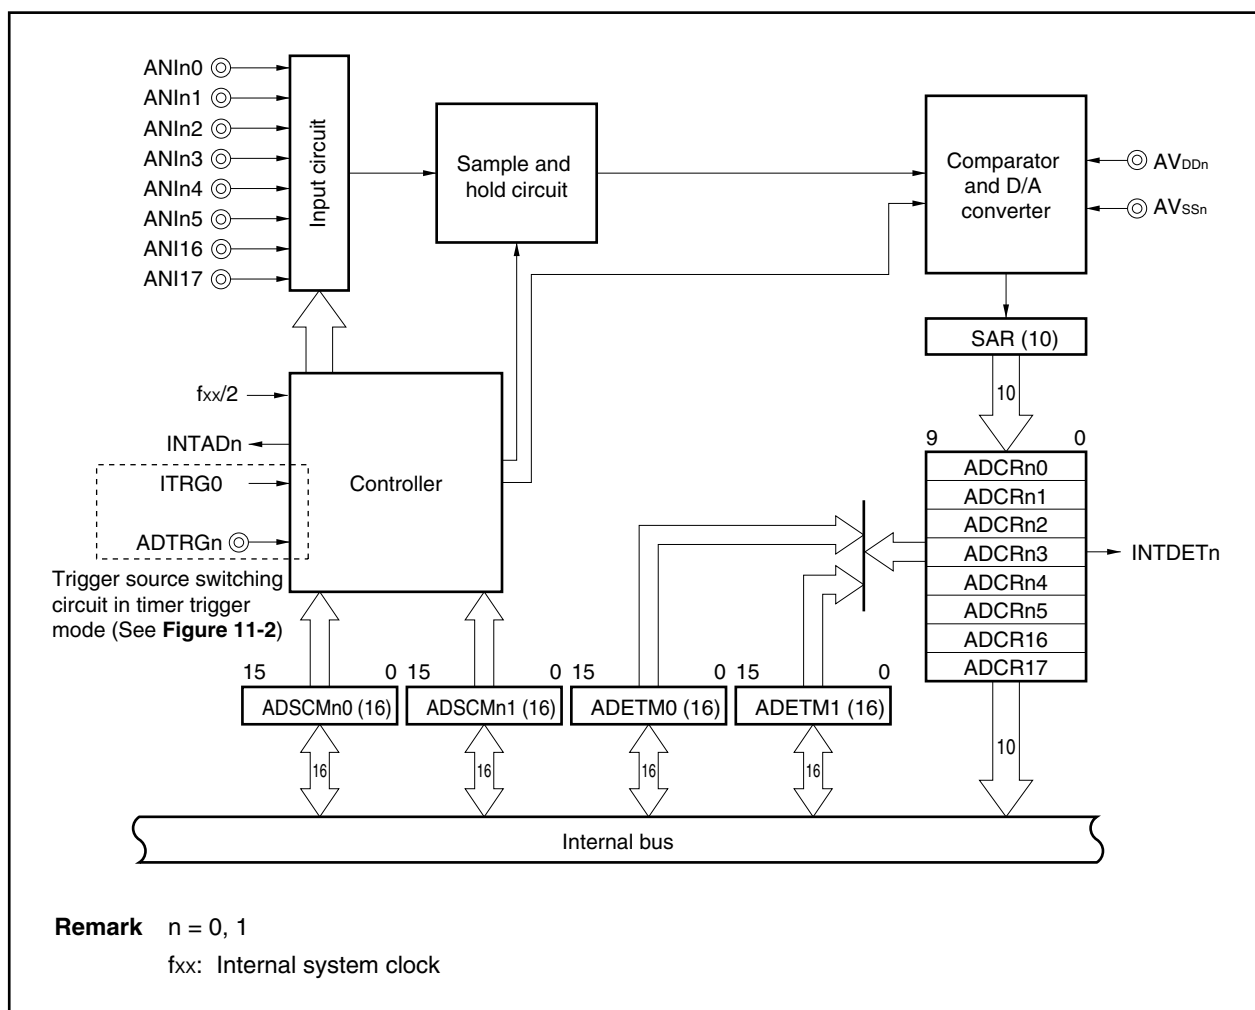 ANIn0
ANIn1
ANIn2
ANIn3
ANIn4
ANIn5
ANI16
ANI17
Input circuit
Sample and
hold circuit
Comparator
and D/A
converter
AVDDn
AVSSn
SAR (10)
10
fxx/2
INTADn
ITRG0
ADTRGn
Controller
Trigger source switching
circuit in timer trigger
mode (See Figure 11-2)
9 0
ADCRn0
ADCRn1
ADCRn2
ADCRn3
ADCRn4
ADCRn5
ADCR16
ADCR17
INTDETn
15 0
ADSCMn0 (16)
15 0
ADSCMn1 (16)
15 0
ADETM0 (16)
15 0
ADETM1 (16)
16
16
16
16
10
Internal bus
Remark n = 0, 1
fxx: Internal system clock